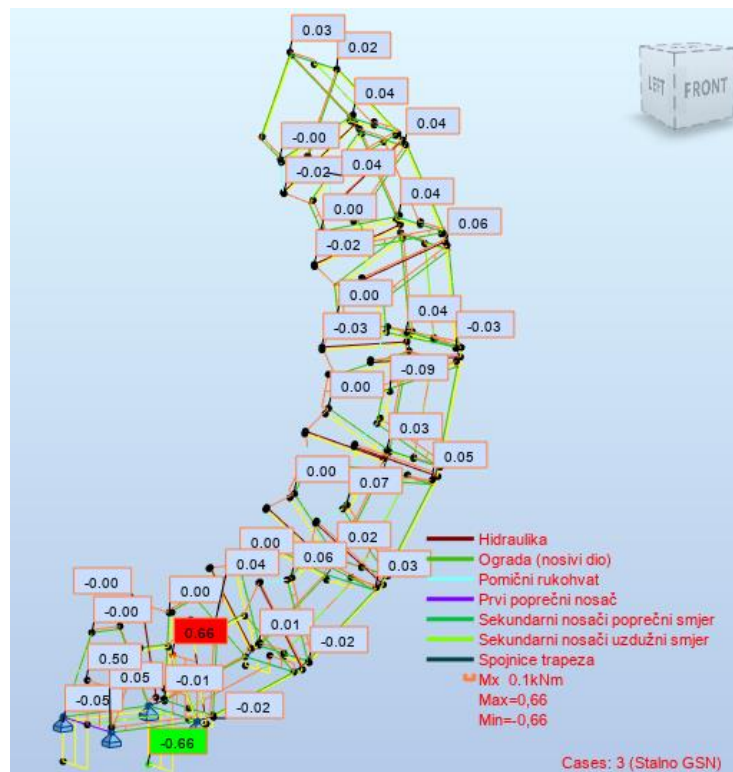 0.03
0.02
LEFT
FRONT
0.04
0.04
-0.00
0.04
-0.02
0.04
0.00
0.06
-0.02
0.00
0.04
-0.03
-0.03
-0.09
0.00
0.03
0.05
0.00
0.07
0.02
0.00
0.06
0.03
0.04
-0.00
0.00
-0.00
0.66
0.01
-0.02
0.50
0.05
-0.01
-0.05
-0.02
-0.66
Hidraulika
Ograda (nosivi dio)
Pomični rukohvat
Prvi poprečni nosač
Sekundarni nosači poprečni smjer
Sekundarni nosači uzdužni smjer
Spojnice trapeza
Mx 0.1kNm
Max=0,66
Min=-0,66
Cases: 3 (Stalno GSN)